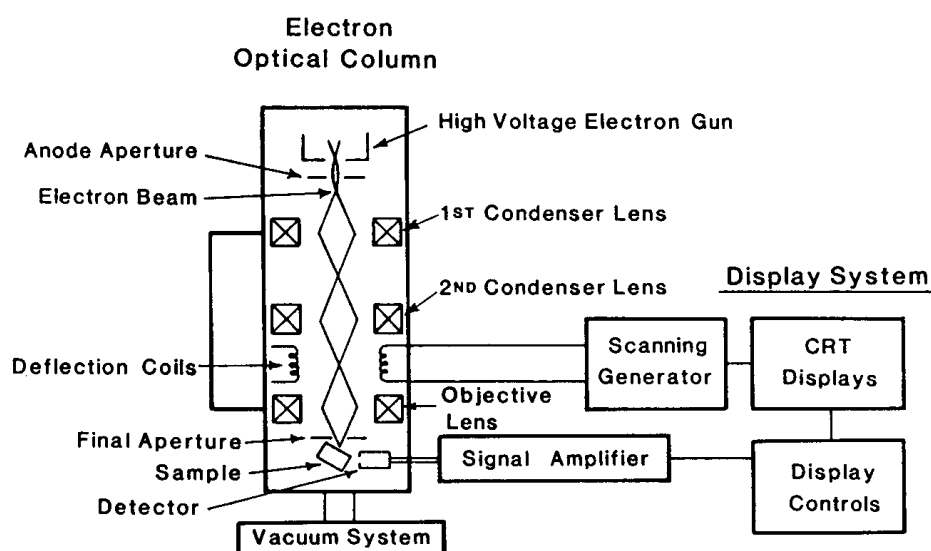 Electron
Optical Column
High Voltage Electron Gun
Anode Aperture
Electron Beam
1ST Condenser Lens
2ND Condenser Lens
Display System
Deflection Coils
Scanning
Generator
CRT
Displays
Objective
Lens
Final Aperture
Sample
Signal Amplifier
Display
Controls
Detector
Vacuum System